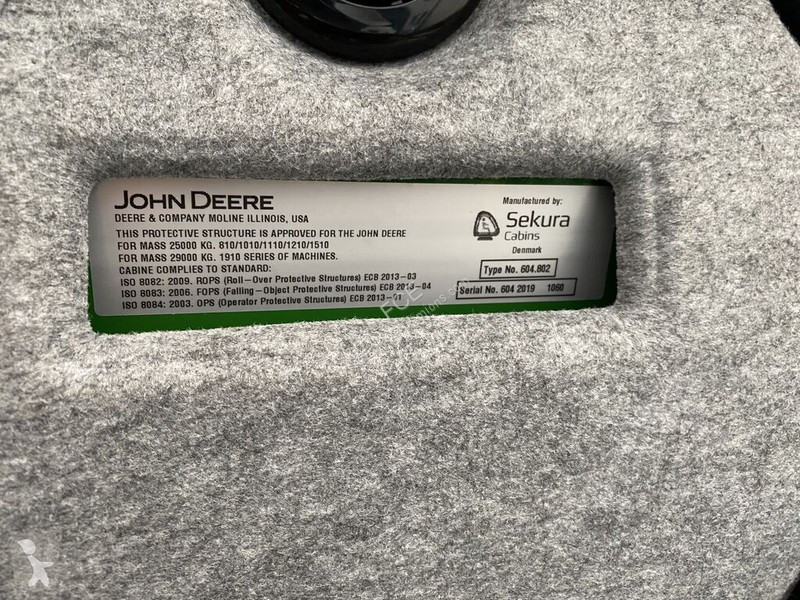 JOHN DEERE
DEERE & COMPANY MOLINE ILLINOIS, USA
THIS PROTECTIVE STRUCTURE IS APPROVED FOR THE JOHN DEERE
FOR MASS 25000 KG. 810/1010/1110/1210/1510
FOR MASS 29000 KG. 1910 SERIES OF MACHINES.
CABINE COMPLIES TO STANDARD:
ISO 8082: 2009. ROPS (Roll-Over Protective Structures) ECB 2013-03
ISO 8083: 2006. FOPS (Falling-Object Protective Structures) ECB 2013-04
ISO 8084: 2003. OPS (Operator Protective Structures) ECB 2013-01
Manufactured by:
Sekura
Cabins
Denmark
Type No. 604.802
Serial No. 604 2019 1060